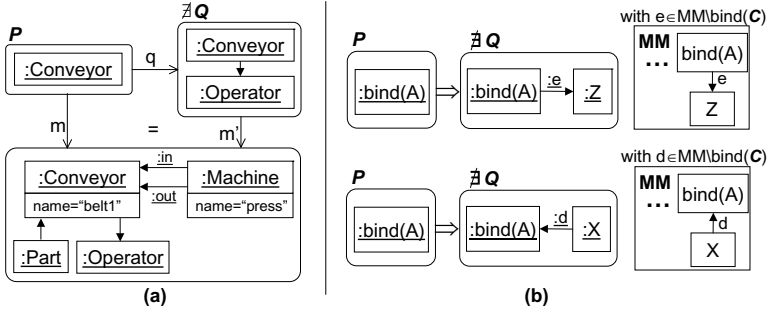 P
∄ Q
:Conveyor
q
:Conveyor
:Operator
m
=
m'
:Conveyor
name="belt1"
:in
:out
:Machine
name="press"
:Part
:Operator
(a)
P
∄ Q
:bind(A)
:bind(A)
:e
:Z
with e∈MM\bind(C)
MM
...
bind(A)
e
Z
P
∄ Q
:bind(A)
:bind(A)
:d
:X
with d∈MM\bind(C)
MM
...
bind(A)
d
X
(b)